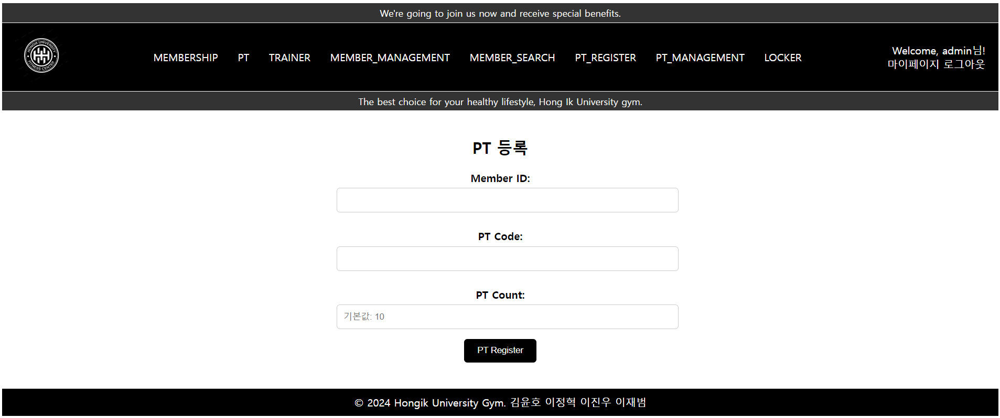 We're going to join us now and receive special benefits.
HONGIK UNIVERSITY
FITNESS CENTER
MEMBERSHIP PT TRAINER MEMBER_MANAGEMENT MEMBER_SEARCH PT_REGISTER PT_MANAGEMENT LOCKER
Welcome, admin님!
마이페이지 로그아웃
The best choice for your healthy lifestyle, Hong Ik University gym.
PT 등록
Member ID:
PT Code:
PT Count:
기본값: 10
PT Register
© 2024 Hongik University Gym. 김윤호 이정혁 이진우 이재범